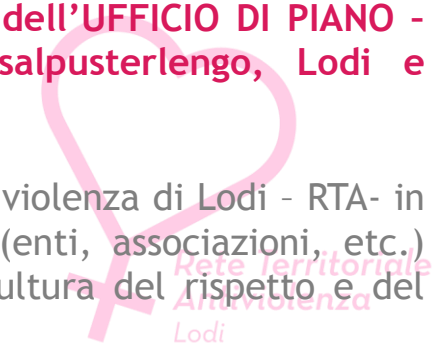 dell’UFFICIO DI PIANO –
salpusterlengo, Lodi e
violenza di Lodi – RTA- in
(enti, associazioni, etc.)
ultura del rispetto e del
Rete Territoriale
Antiviolenza
Lodi